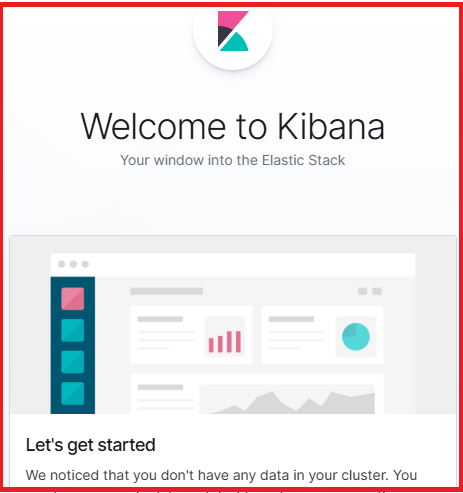 Welcome to Kibana
Your window into the Elastic Stack
Let's get started
We noticed that you don't have any data in your cluster. You